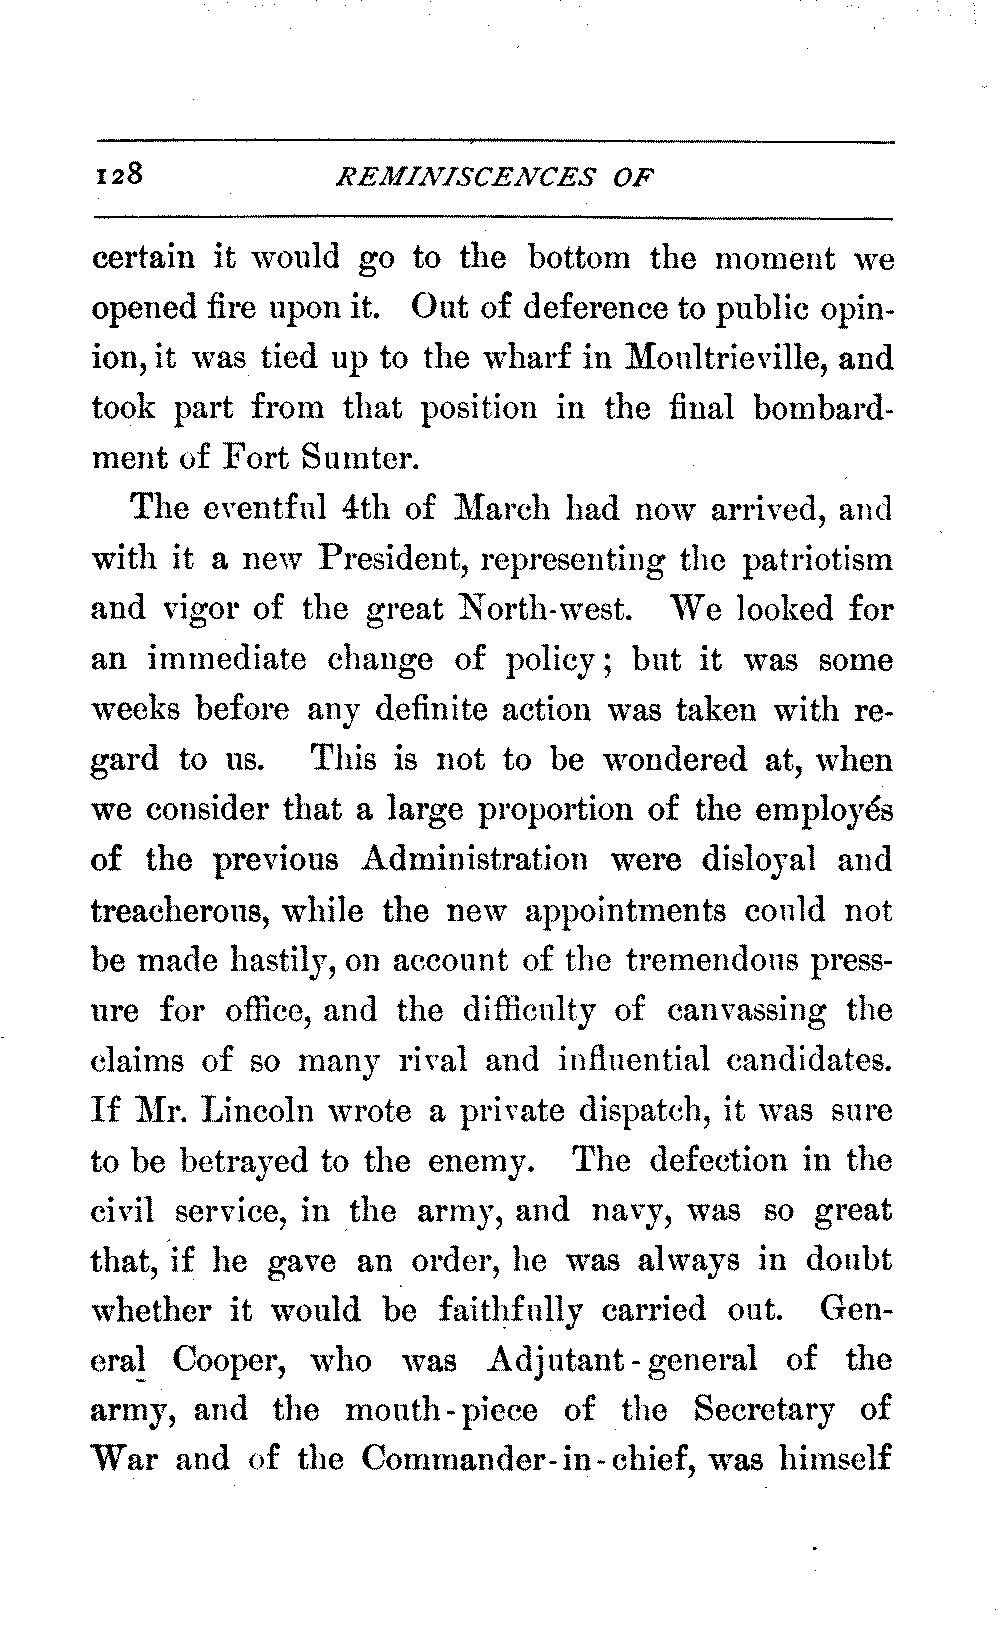 128 REMINISCENCES OF
certain it would go to the bottom the moment we
opened fire upon it. Out of deference to public opin-
ion, it was tied up to the wharf in Moultrieville, and
took part from that position in the final bombard-
ment of Fort Sumter.
The eventful 4th of March had now arrived, and
with it a new President, representing the patriotism
and vigor of the great North-west. We looked for
an immediate change of policy; but it was some
weeks before any definite action was taken with re-
gard to us. This is not to be wondered at, when
we consider that a large proportion of the employés
of the previous Administration were disloyal and
treacherous, while the new appointments could not
be made hastily, on account of the tremendous press-
ure for office, and the difficulty of canvassing the
claims of so many rival and influential candidates.
If Mr. Lincoln wrote a private dispatch, it was sure
to be betrayed to the enemy. The defection in the
civil service, in the army, and navy, was so great
that, if he gave an order, he was always in doubt
whether it would be faithfully carried out. Gen-
eral Cooper, who was Adjutant-general of the
army, and the mouth-piece of the Secretary of
War and of the Commander-in-chief, was himself